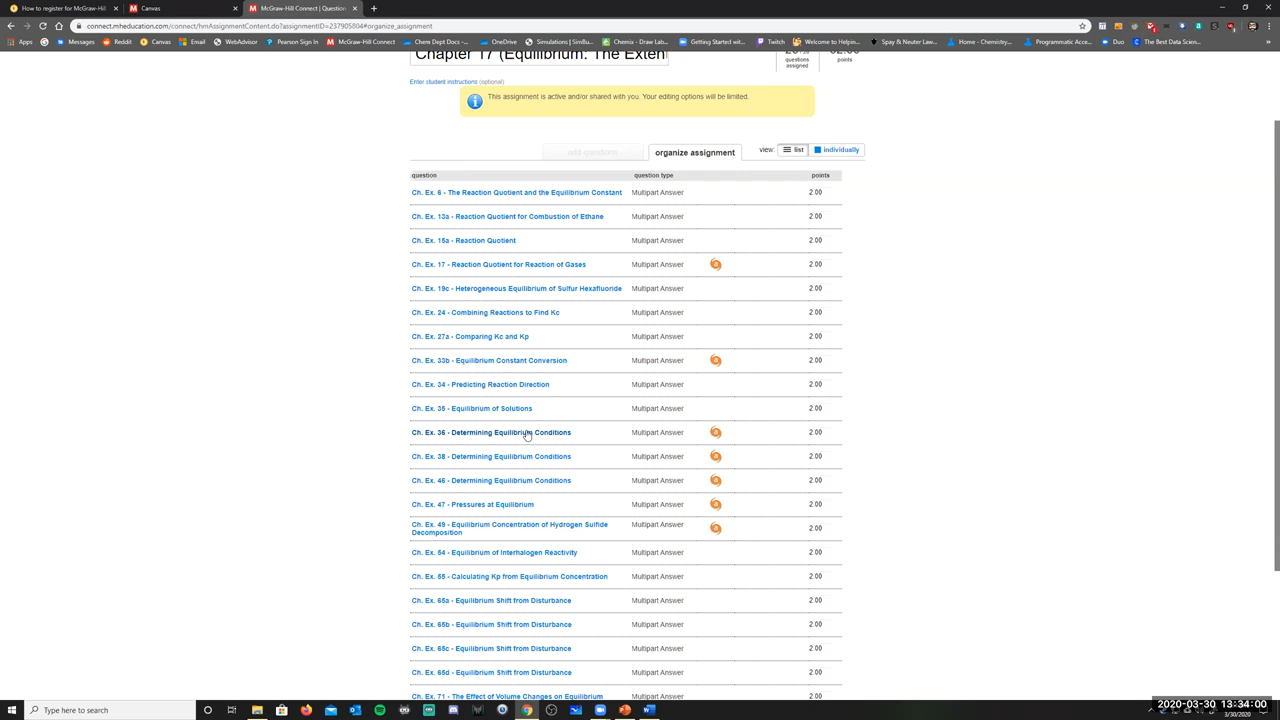 How to register for McGraw-Hill
Canvas
McGraw-Hill Connect | Question
connect.mheducation.com/connect/hmAssignmentContent.do?assignmentID=237905804#organize_assignment
Apps Messages Reddit Canvas Email WebAdvisor Pearson Sign In McGraw-Hill Connect Chem Dept Docs -... OneDrive Simulations | SimBu... Chemix - Draw Lab... Getting Started wit... Twitch Welcome to Helpin... Spay & Neuter Law... Home - Chemistry... Programmatic Acce... Duo The Best Data Scien... »
Chapter 17 (Equilibrium: The Exten
questions assigned
points
Enter student instructions (optional)
This assignment is active and/or shared with you. Your editing options will be limited.
add questions
organize assignment
view: list individually
question question type points
Ch. Ex. 6 - The Reaction Quotient and the Equilibrium Constant Multipart Answer 2.00
Ch. Ex. 13a - Reaction Quotient for Combustion of Ethane Multipart Answer 2.00
Ch. Ex. 15a - Reaction Quotient Multipart Answer 2.00
Ch. Ex. 17 - Reaction Quotient for Reaction of Gases Multipart Answer 2.00
Ch. Ex. 19c - Heterogeneous Equilibrium of Sulfur Hexafluoride Multipart Answer 2.00
Ch. Ex. 24 - Combining Reactions to Find Kc Multipart Answer 2.00
Ch. Ex. 27a - Comparing Kc and Kp Multipart Answer 2.00
Ch. Ex. 33b - Equilibrium Constant Conversion Multipart Answer 2.00
Ch. Ex. 34 - Predicting Reaction Direction Multipart Answer 2.00
Ch. Ex. 35 - Equilibrium of Solutions Multipart Answer 2.00
Ch. Ex. 36 - Determining Equilibrium Conditions Multipart Answer 2.00
Ch. Ex. 38 - Determining Equilibrium Conditions Multipart Answer 2.00
Ch. Ex. 46 - Determining Equilibrium Conditions Multipart Answer 2.00
Ch. Ex. 47 - Pressures at Equilibrium Multipart Answer 2.00
Ch. Ex. 49 - Equilibrium Concentration of Hydrogen Sulfide Multipart Answer 2.00
Decomposition
Ch. Ex. 54 - Equilibrium of Interhalogen Reactivity Multipart Answer 2.00
Ch. Ex. 55 - Calculating Kp from Equilibrium Concentration Multipart Answer 2.00
Ch. Ex. 65a - Equilibrium Shift from Disturbance Multipart Answer 2.00
Ch. Ex. 65b - Equilibrium Shift from Disturbance Multipart Answer 2.00
Ch. Ex. 65c - Equilibrium Shift from Disturbance Multipart Answer 2.00
Ch. Ex. 65d - Equilibrium Shift from Disturbance Multipart Answer 2.00
Ch. Ex. 71 - The Effect of Volume Changes on Equilibrium Multipart Answer 2.00
Type here to search
2020-03-30 13:34:00
3/30/2020